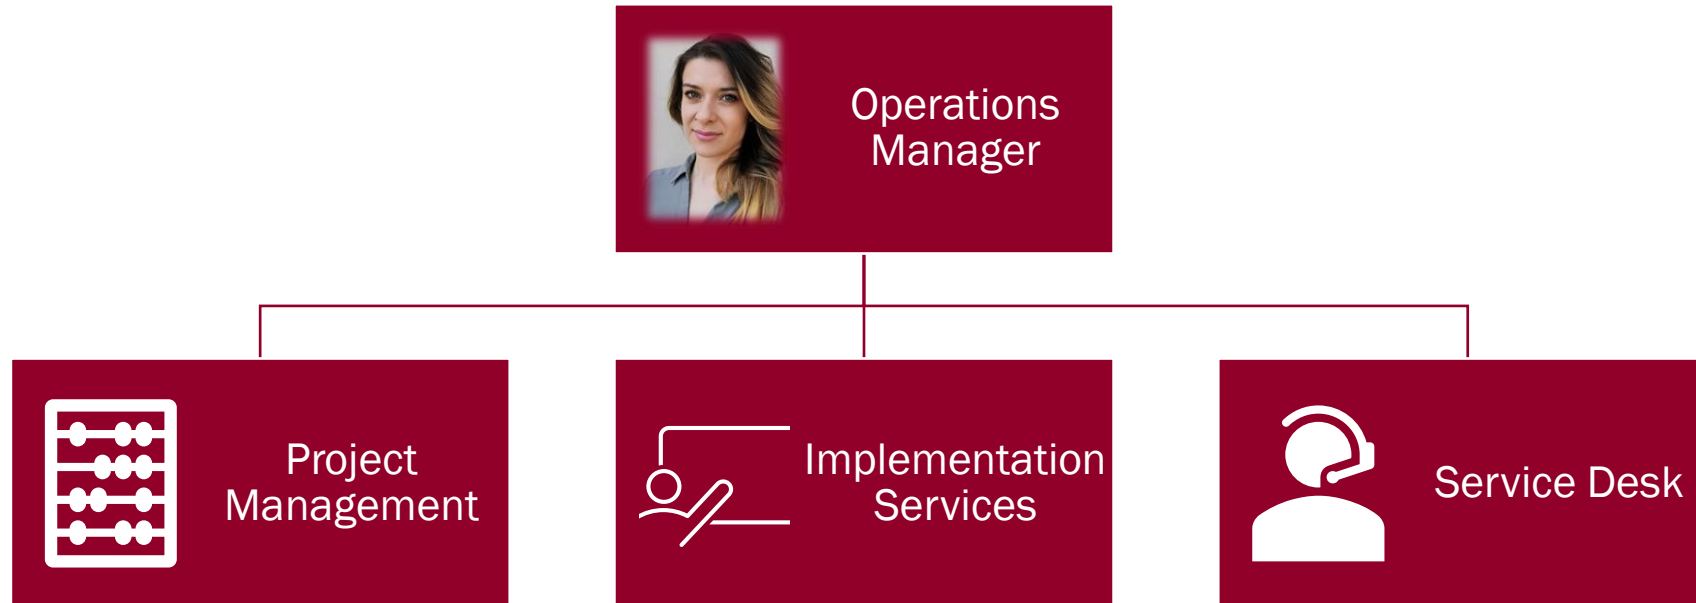 Operations
Manager
Project
Management
Implementation
Services
Service Desk